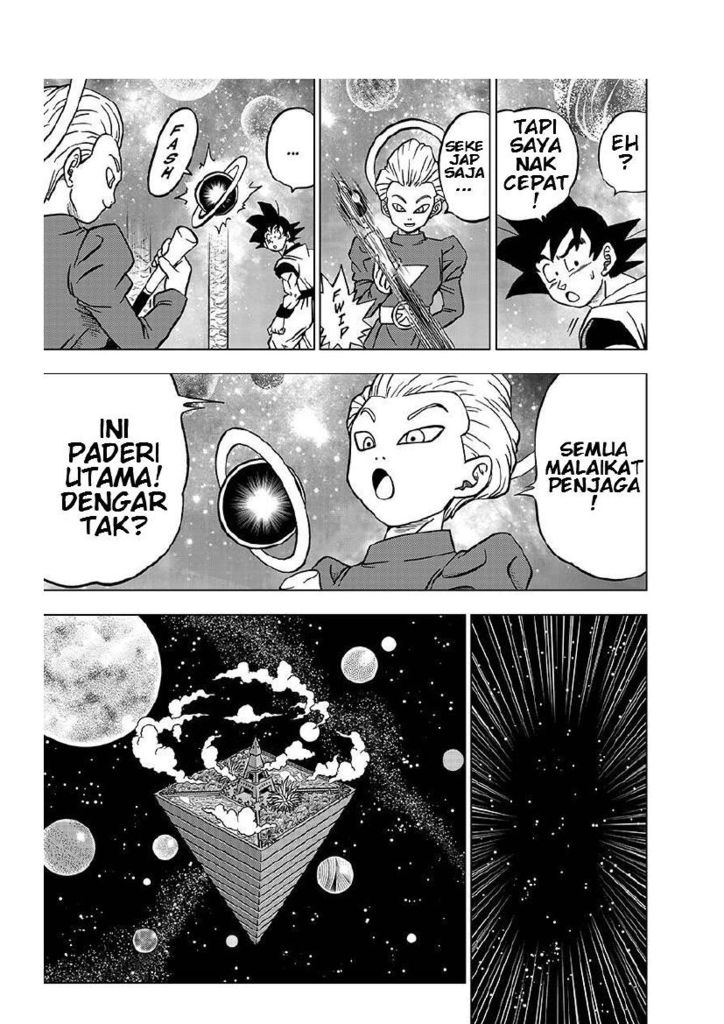 EH
?
TAPI
SAYA
NAK
CEPAT
!
SEKE
JAP
SAJA
...
FWIP
...
FASH
SEMUA
MALAIKAT
PENJAGA
!
INI
PADERI
UTAMA!
DENGAR
TAK?